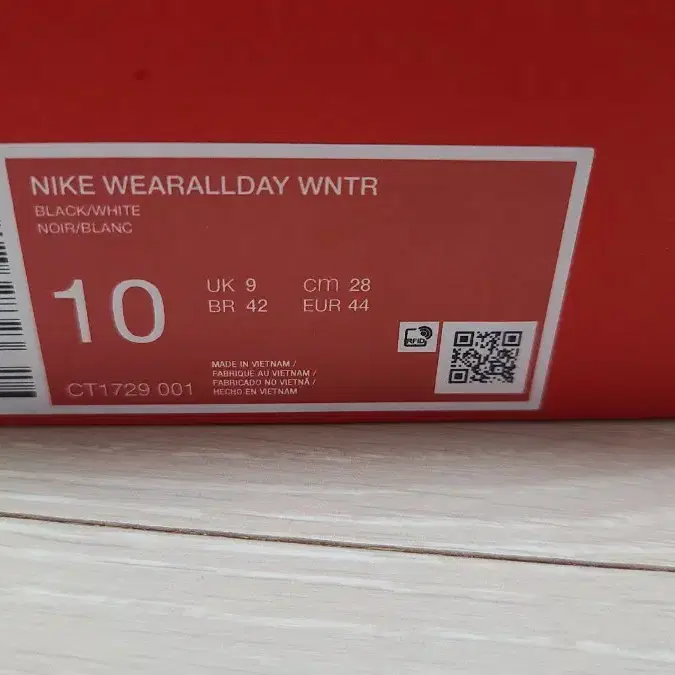 NIKE WEARALLDAY WNTR
BLACK/WHITE
NOIR/BLANC
10
UK 9 cm 28
BR 42 EUR 44
RFID
MADE IN VIETNAM /
FABRIQUE AU VIETNAM /
FABRICADO NO VIETNÃ /
HECHO EN VIETNAM
CT1729 001